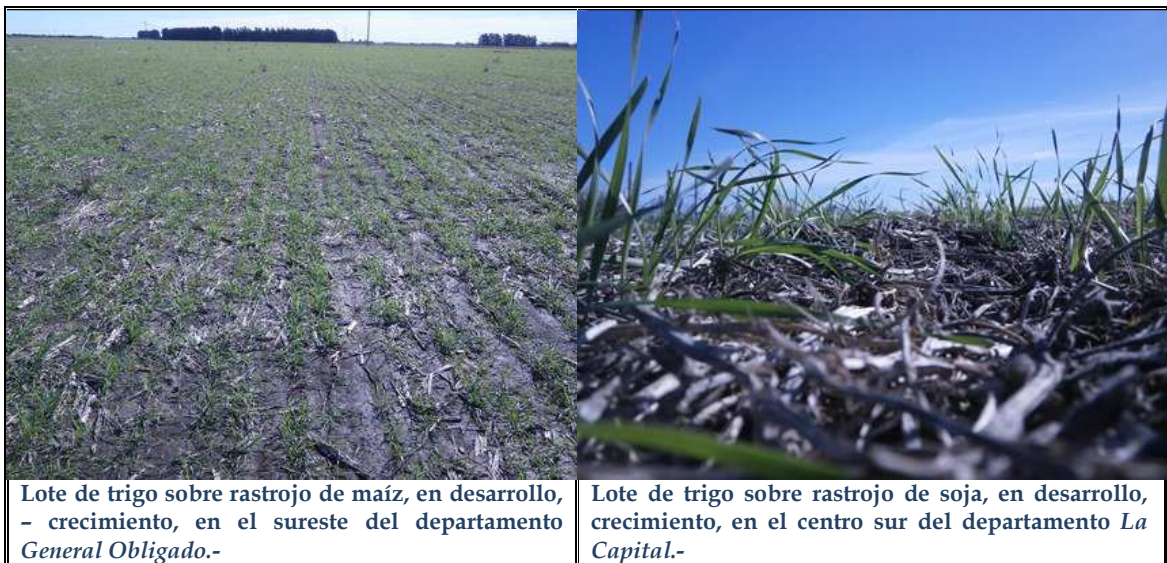 Lote de trigo sobre rastrojo de maíz, en desarrollo,
– crecimiento, en el sureste del departamento
General Obligado.-
Lote de trigo sobre rastrojo de soja, en desarrollo,
crecimiento, en el centro sur del departamento La
Capital.-